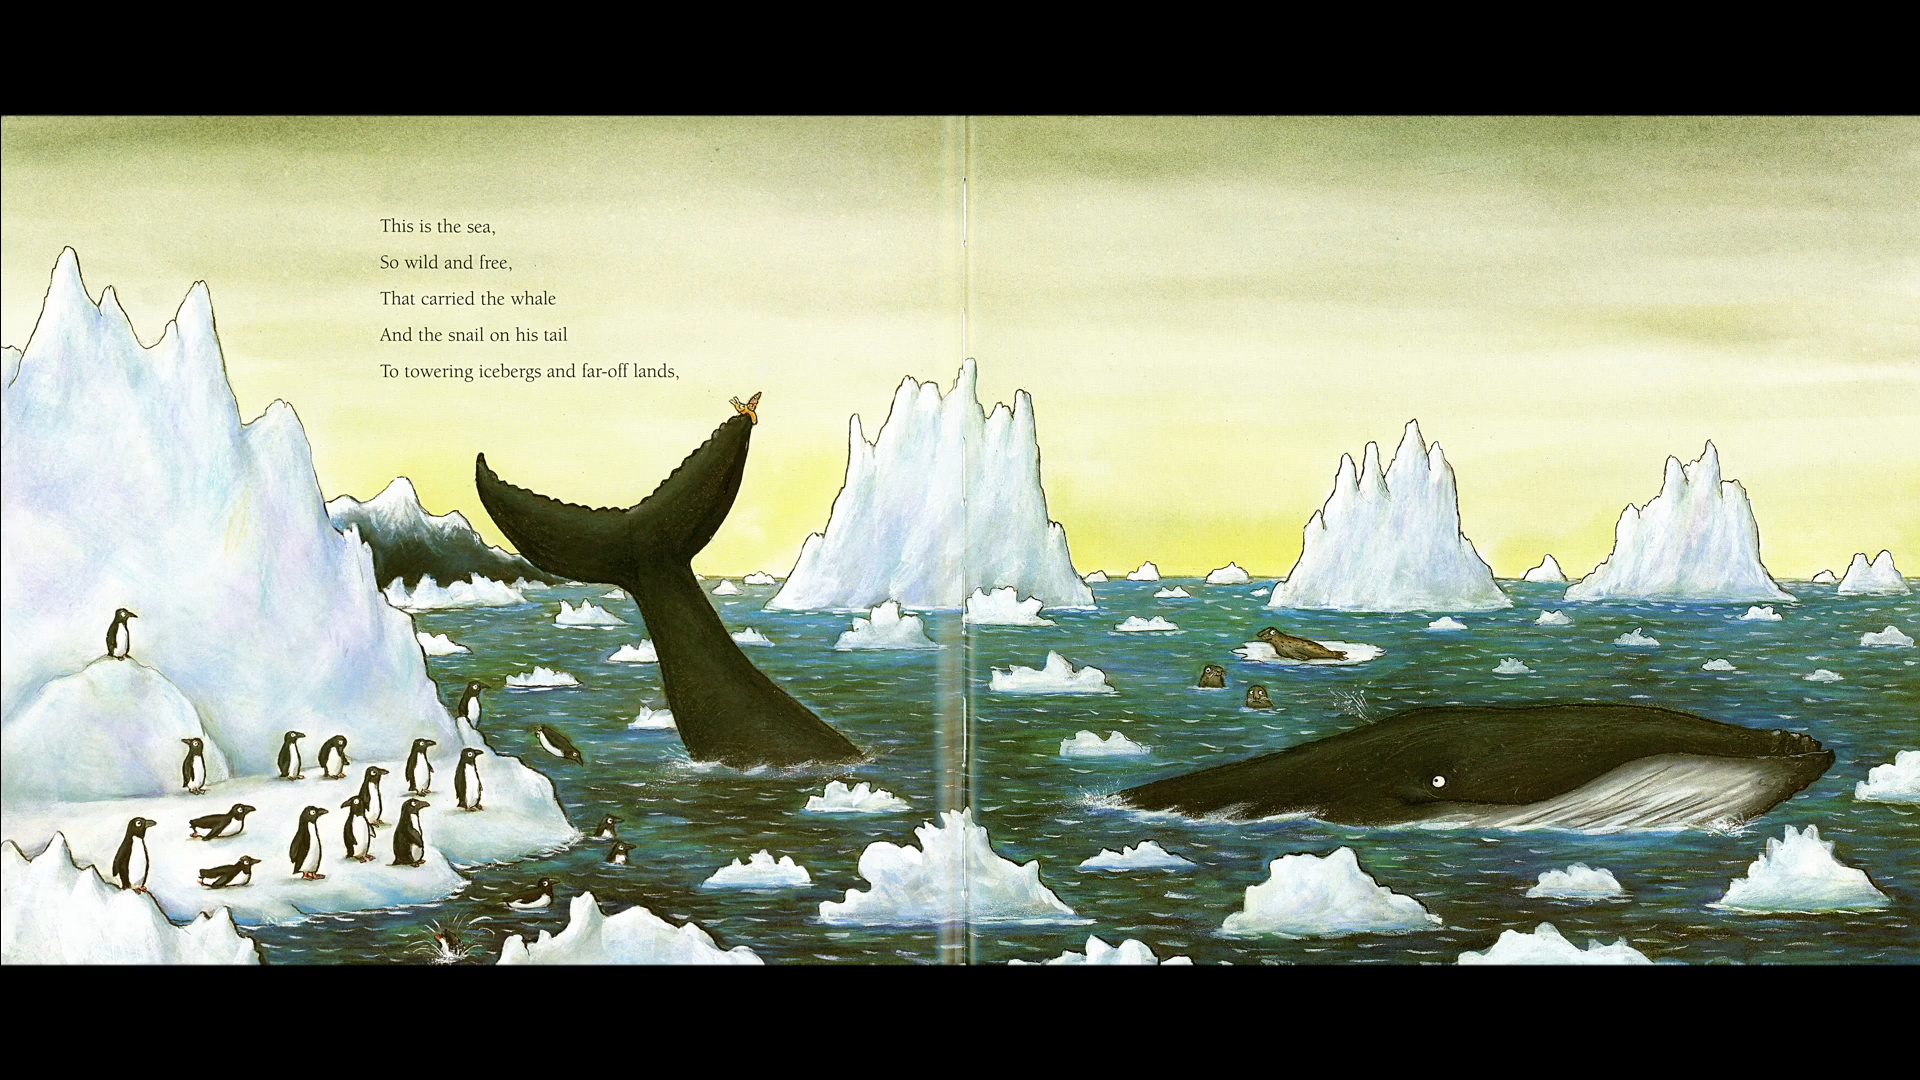 This is the sea,
So wild and free,
That carried the whale
And the snail on his tail
To towering icebergs and far-off lands,